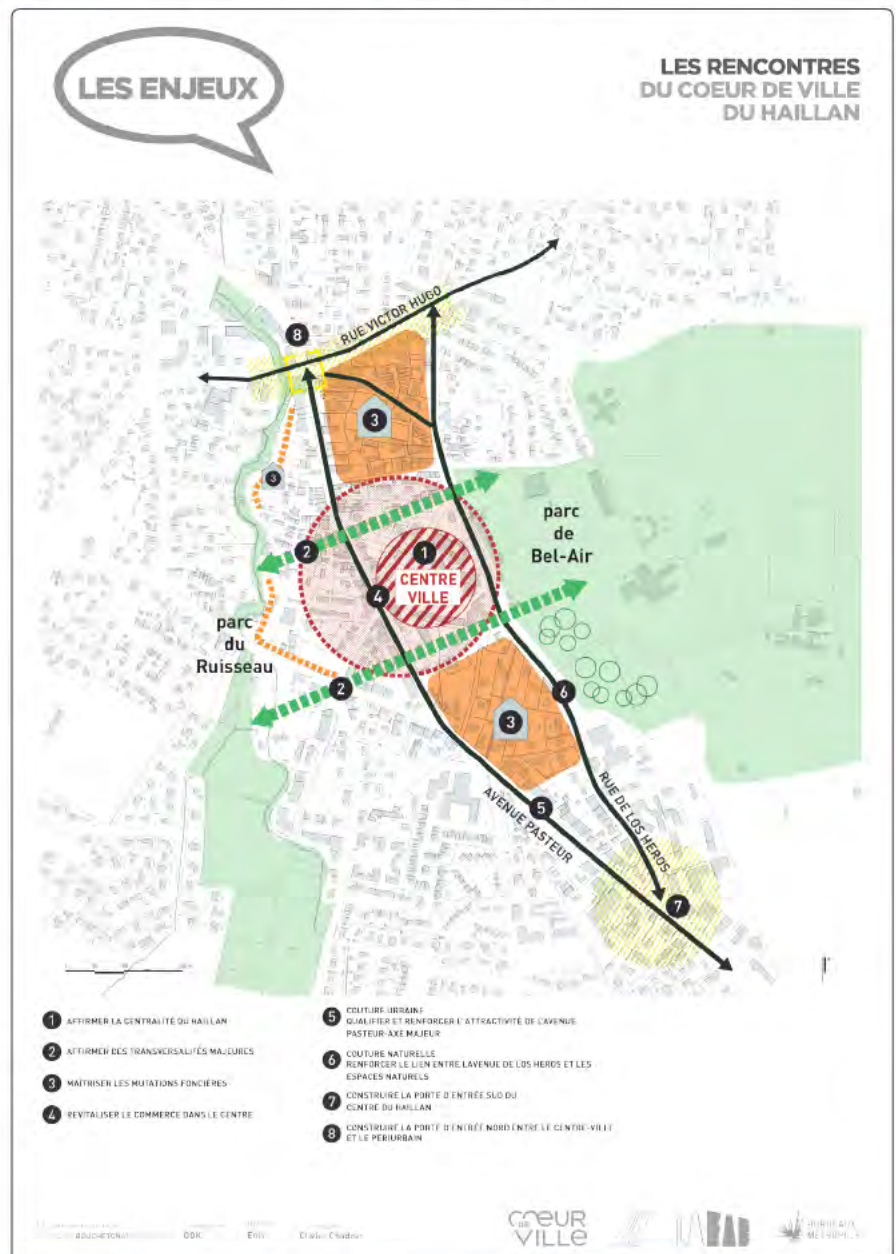 LES ENJEUX
LES RENCONTRES
DU COEUR DE VILLE
DU HAILLAN
8
RUE VICTOR HUGO
3
3
parc
de
Bel-Air
1
2
CENTRE
VILLE
4
parc
du
Ruisseau
2
6
3
5
AVENUE PASTEUR
RUE DE LOS HEROS
7
1 AFFIRMER LA CENTRALITÉ DU HAILLAN
2 AFFIRMER DES TRANSVERSALITÉS MAJEURES
3 MAÎTRISER LES MUTATIONS FONCIÈRES
4 REVITALISER LE COMMERCE DANS LE CENTRE
5 COUTURE URBAINE
QUALIFIER ET RENFORCER L'ATTRACTIVITÉ DE L'AVENUE
PASTEUR-AXE MAJEUR
6 COUTURE NATURELLE
RENFORCER LE LIEN ENTRE L'AVENUE DE LOS HEROS ET LES
ESPACES NATURELS
7 CONSTRUIRE LA PORTE D'ENTRÉE SUD DU
CENTRE DU HAILLAN
8 CONSTRUIRE LA PORTE D'ENTRÉE NORD ENTRE LE CENTRE-VILLE
ET LE PÉRIURBAIN
COEUR
DE
VILLE
LA FAB
BORDEAUX
METROPOLE